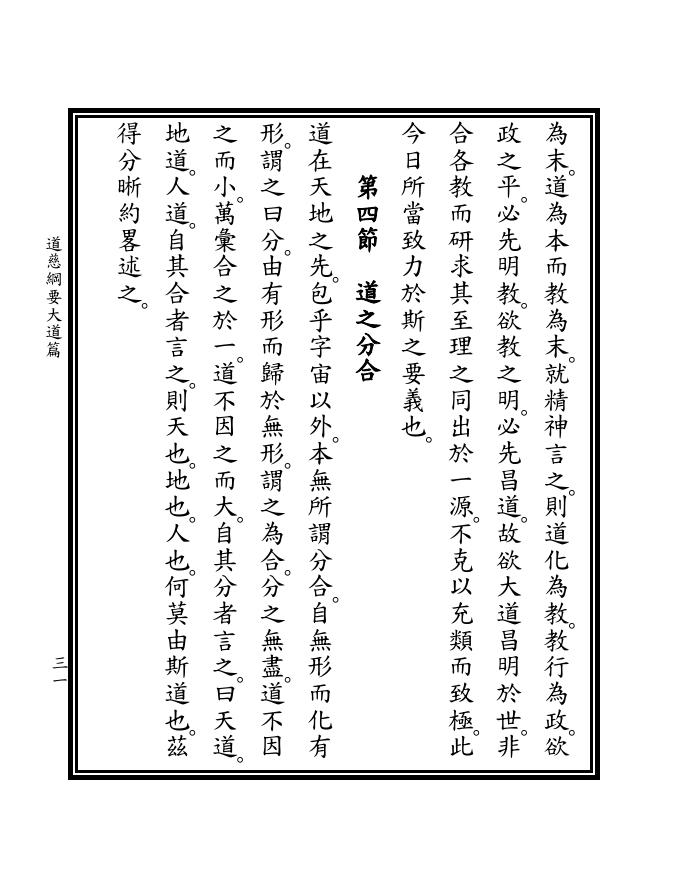 為末。道為本而教為末。就精神言之。則道化為教。教行為政。欲
政之平。必先明教。欲教之明。必先昌道。故欲大道昌明於世。非
合各教而研求其至理之同出於一源。不克以充類而致極。此
今日所當致力於斯之要義也。
第四節　道之分合
道在天地之先。包乎字宙以外。本無所謂分合。自無形而化有
形。謂之曰分。由有形而歸於無形。謂之為合。分之無盡。道不因
之而小。萬彙合之於一。道不因之而大。自其分者言之。曰天道。
地道。人道。自其合者言之。則天也。地也。人也。何莫由斯道也。茲
得分晰約畧述之。
道慈綱要大道篇
三一